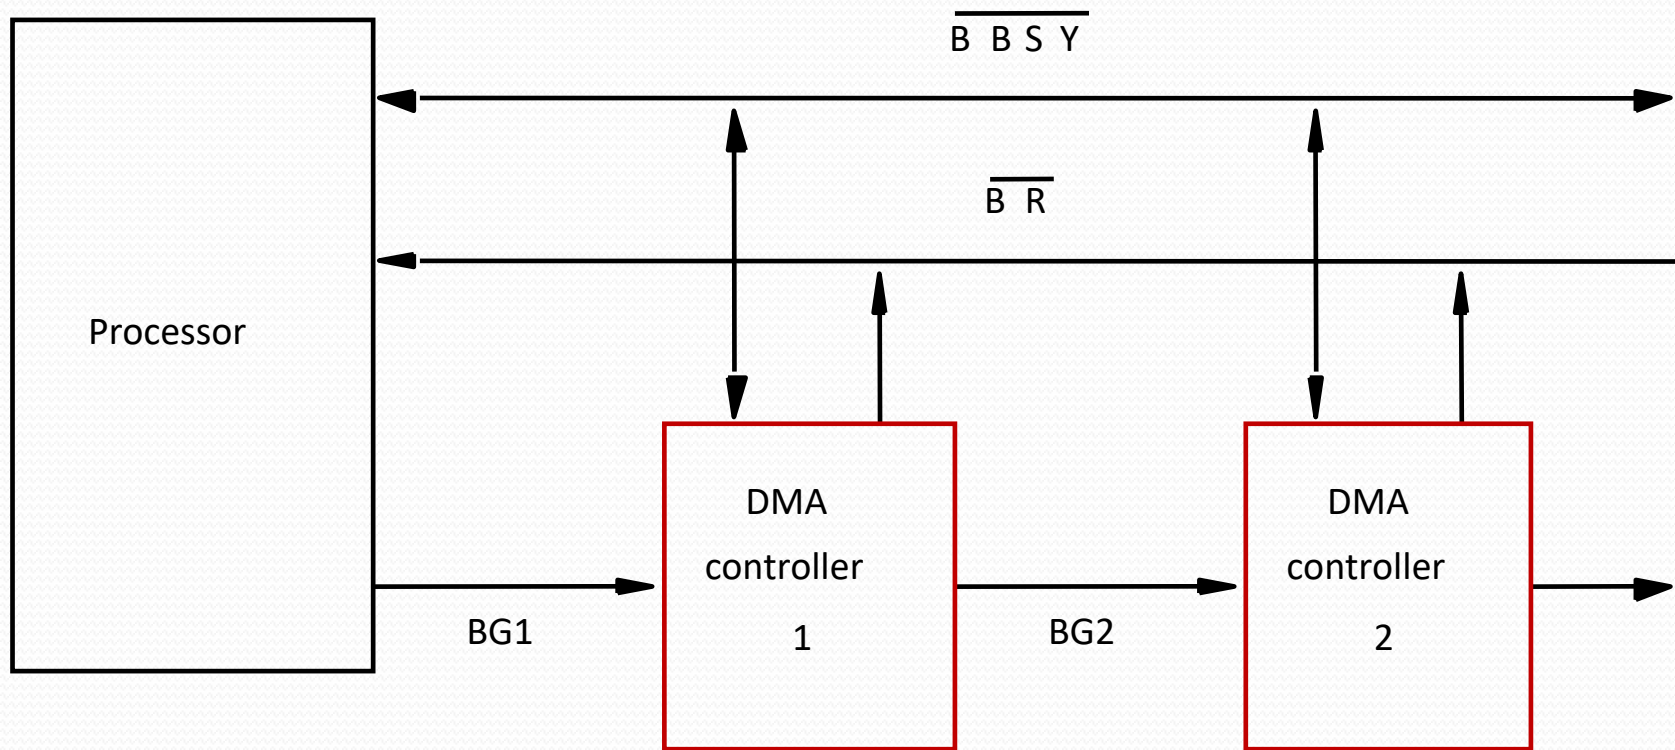 B B S Y
B R
Processor
DMA
controller
1
DMA
controller
2
BG1
BG2